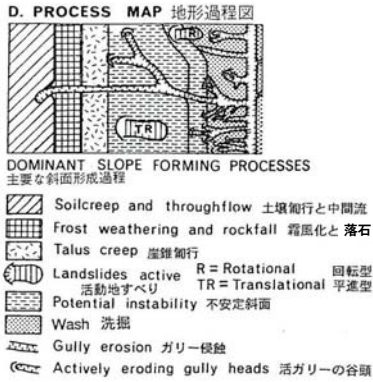 D. PROCESS MAP 地形過程図
TR
TR
DOMINANT SLOPE FORMING PROCESSES
主要な斜面形成過程
Soilcreep and throughflow 土壌匍行と中間流
Frost weathering and rockfall 霜風化と 落石
Talus creep 崖錐匍行
Landslides active R = Rotational 回転型
活動地すべり TR = Translational 平進型
Potential instability 不安定斜面
Wash 洗掘
Gully erosion ガリー侵蝕
Actively eroding gully heads 活ガリーの谷頭